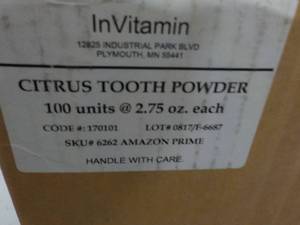 InVitamin
12825 INDUSTRIAL PARK BLVD
PLYMOUTH, MN 55441
CITRUS TOOTH POWDER
100 units @ 2.75 oz. each
CODE #: 170101 LOT# 0817/F-6687
SKU# 6262 AMAZON PRIME
HANDLE WITH CARE.